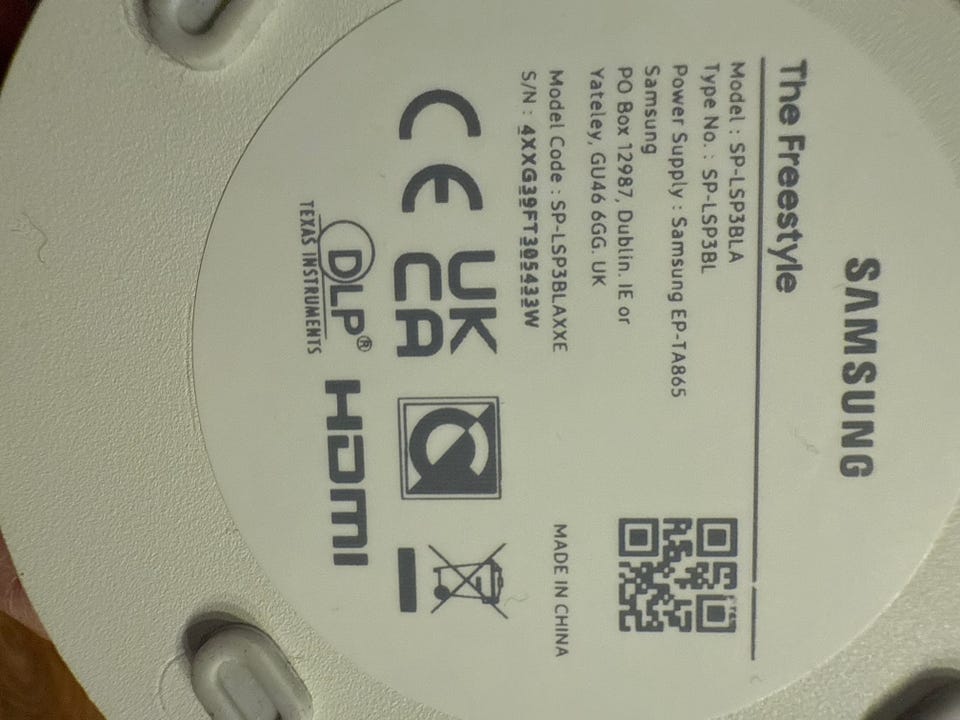 SAMSUNG
The Freestyle
Model : SP-LSP3BLA
Type No. : SP-LSP3BL
Power Supply : Samsung EP-TA865
Samsung
PO Box 12987, Dublin. IE or
Yateley, GU46 6GG. UK
Model Code : SP-LSP3BLAXXE
S/N : 4XXG39FT305433W
MADE IN CHINA
CE
UK
CA
DLP®
TEXAS INSTRUMENTS
HDMI